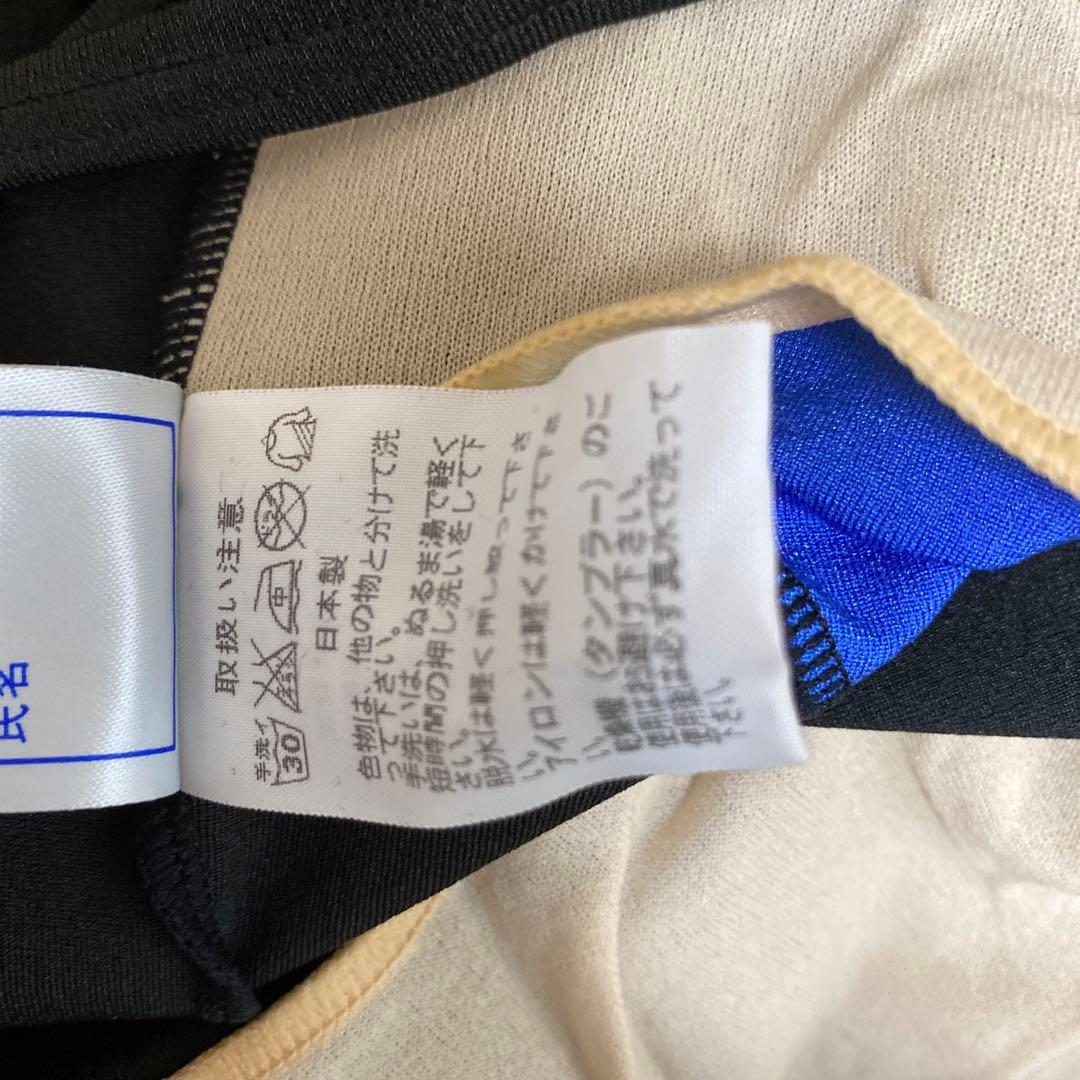 氏名
取扱い注意
手洗イ
30
エンソサラシ
中
日本製
色物は、他の物と分けて洗
って下さい。
手洗いは、ぬるま湯で軽く
短時間の押し洗いをして下
さい。
脱水は軽く押し絞って下さ
い。
アイロンは軽くかけて下さ
い。
乾燥機(タンブラー)のご
使用はお避け下さい。
使用後は必ず真水で洗って
下さい。